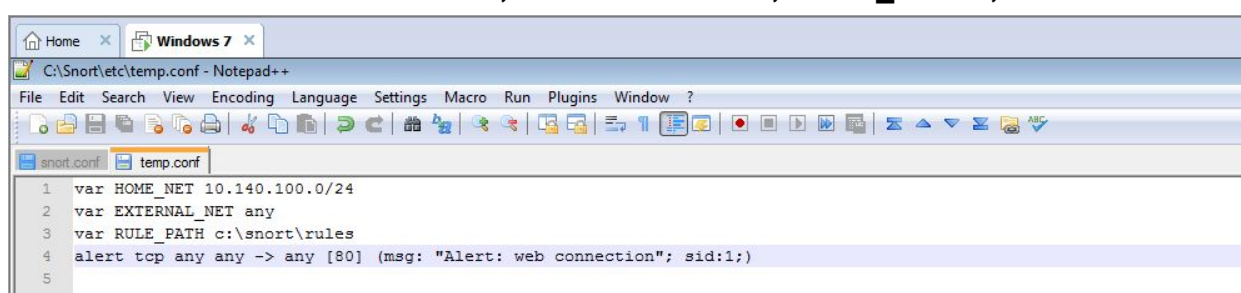 Home
Windows 7
C:\Snort\etc\temp.conf - Notepad++
File Edit Search View Encoding Language Settings Macro Run Plugins Window ?
snort.conf temp.conf
1 var HOME_NET 10.140.100.0/24
2 var EXTERNAL_NET any
3 var RULE_PATH c:\snort\rules
4 alert tcp any any -> any [80] (msg: "Alert: web connection"; sid:1;)
5